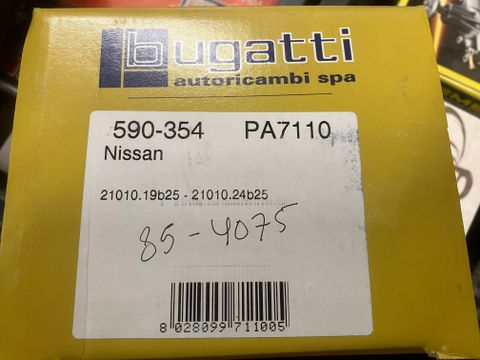 bugatti
autoricambi spa
590-354 PA7110
Nissan
21010.19b25 - 21010.24b25
85-4075
8 028099 711005